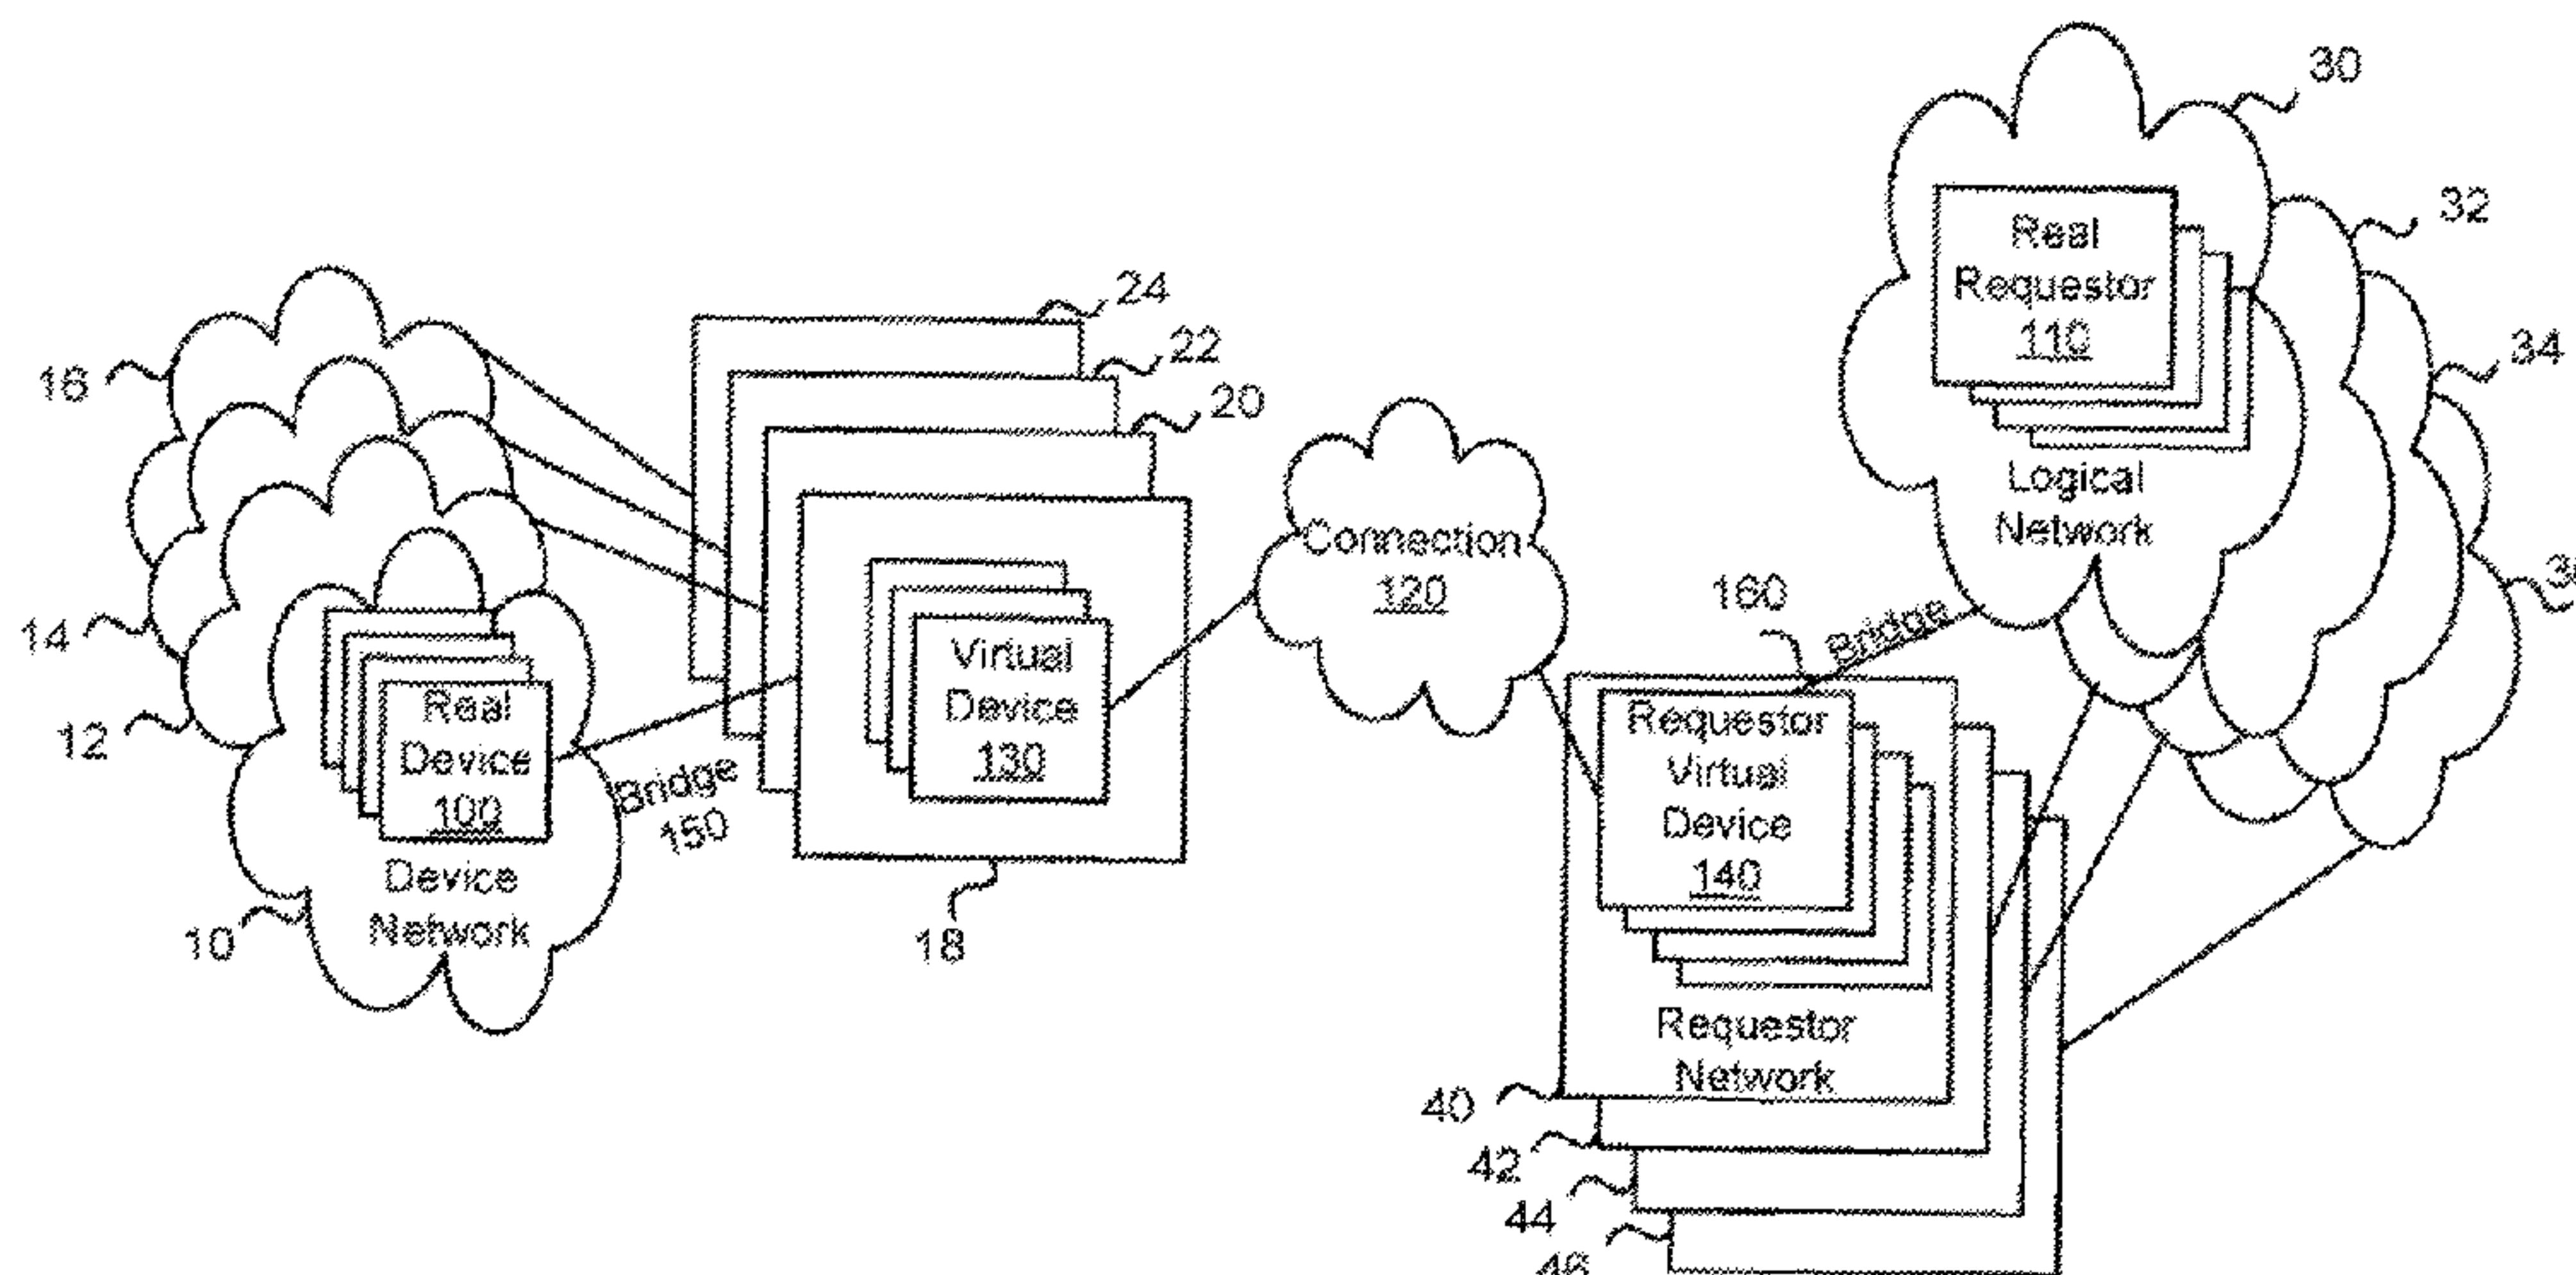 30
32
34
24
22
20
16
14
12
10
18
Real
Requestor
110
Logical
Network
Connection
120
Virtual
Device
130
Real
Device
100
Device
Network
Bridge
150
160
Bridge
Requestor
Virtual
Device
140
Requestor
Network
40
42
44
46